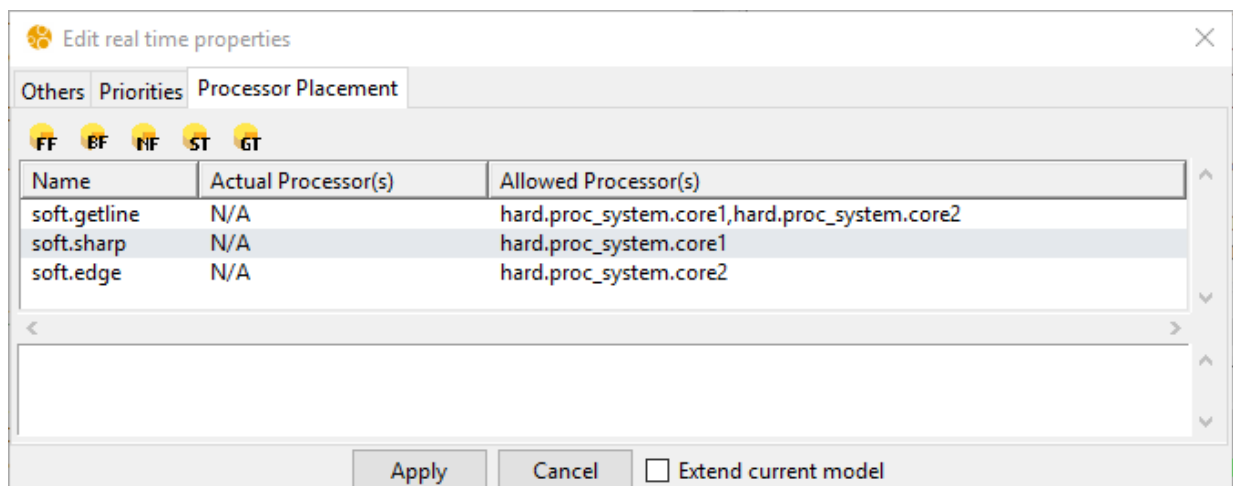 Edit real time properties
Others Priorities Processor Placement
FF BF NF ST GT
Name Actual Processor(s) Allowed Processor(s)
soft.getline N/A hard.proc_system.core1,hard.proc_system.core2
soft.sharp N/A hard.proc_system.core1
soft.edge N/A hard.proc_system.core2
Apply Cancel Extend current model